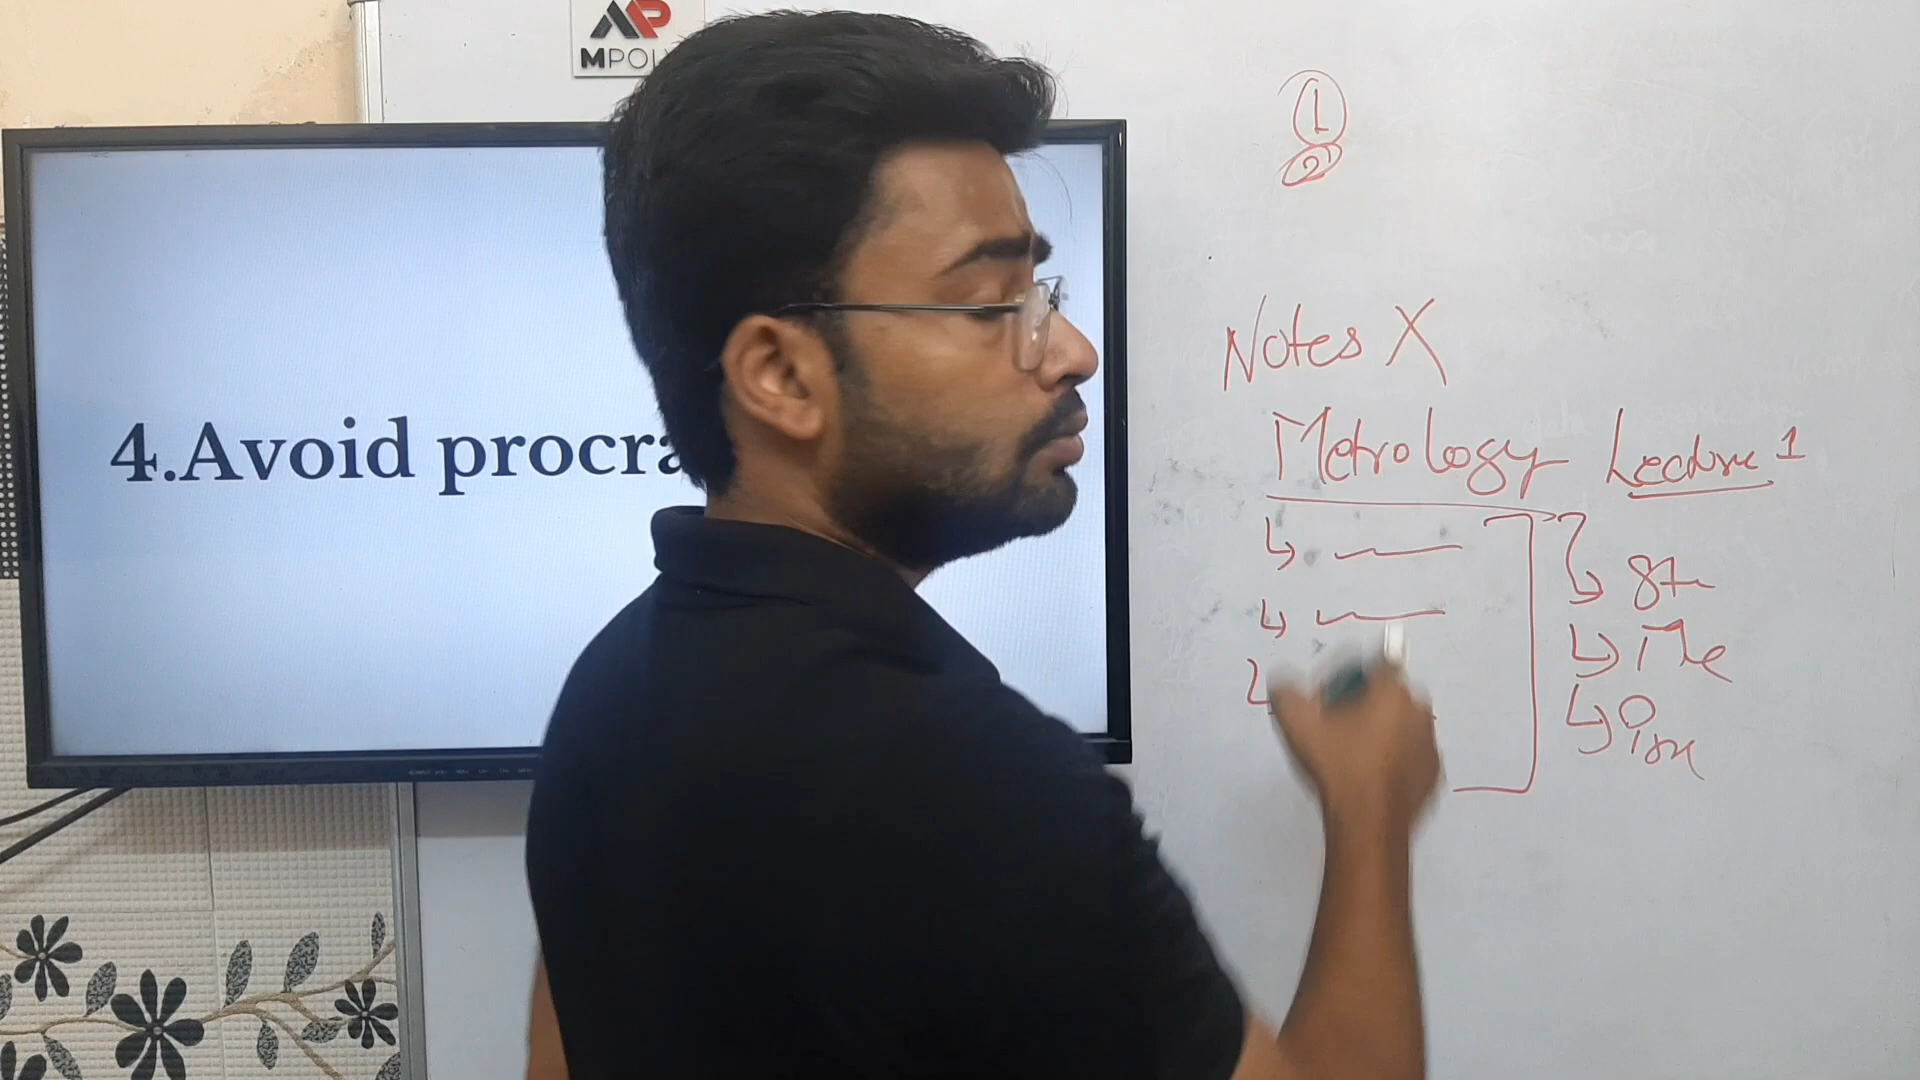 MPOL
4.Avoid procra
1
2
Notes X
Metrology Lecture 1